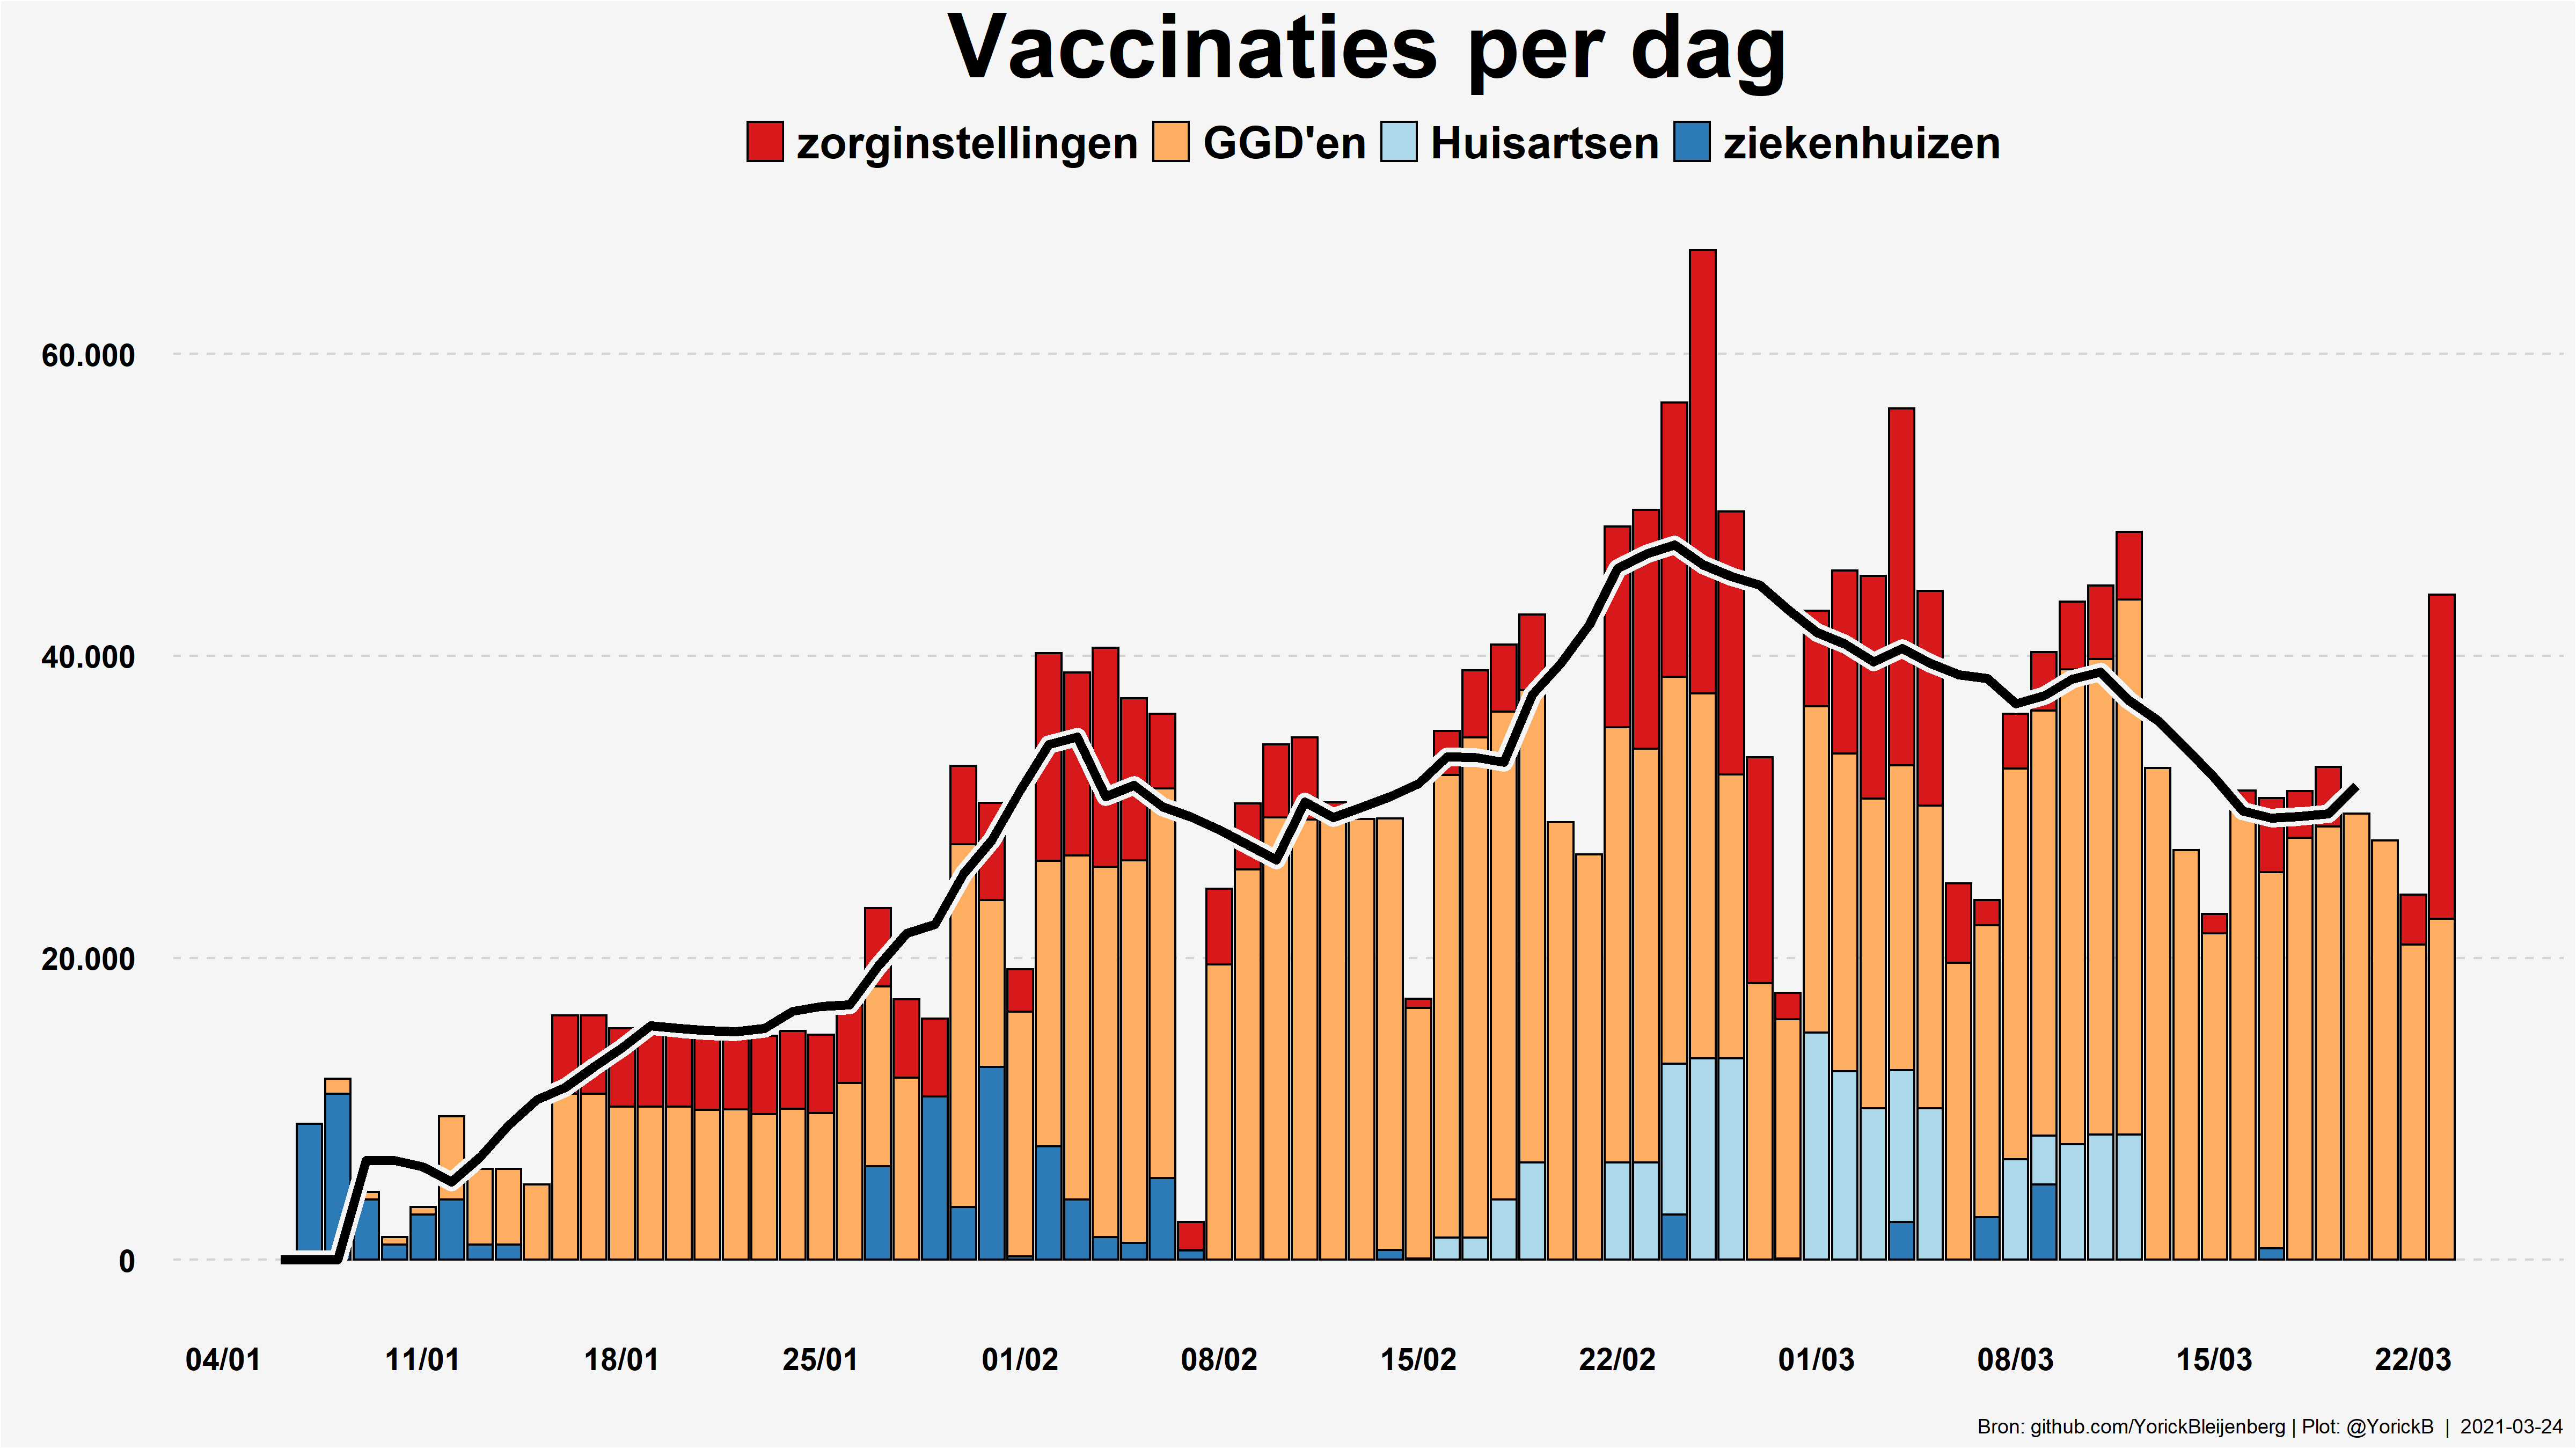 Vaccinaties per dag
zorginstellingen GGD'en Huisartsen ziekenhuizen
60.000
40.000
20.000
0
04/01 11/01 18/01 25/01 01/02 08/02 15/02 22/02 01/03 08/03 15/03 22/03
Bron: github.com/YorickBleijenberg | Plot: @YorickB | 2021-03-24